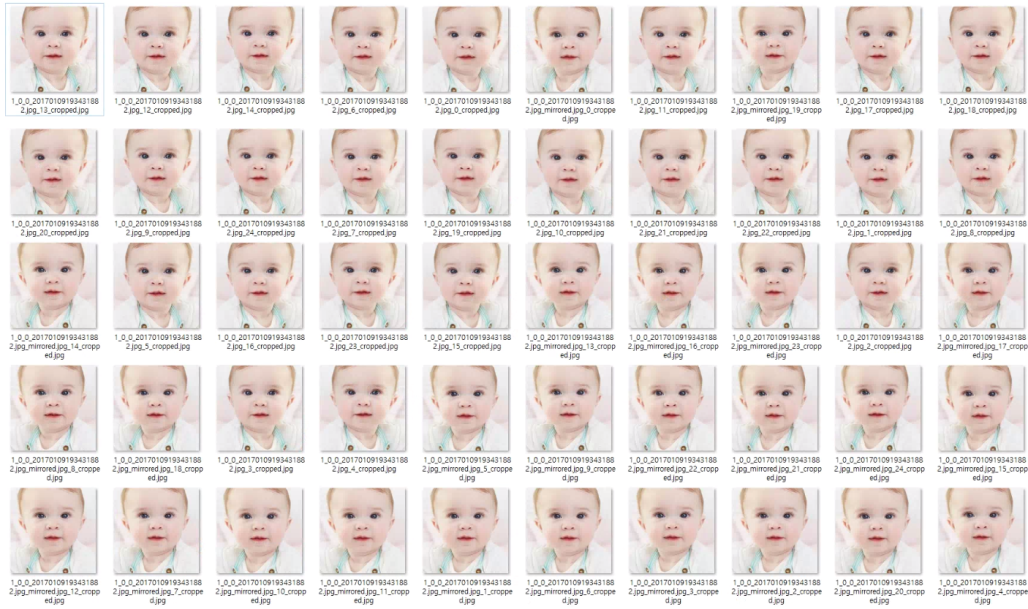 1_0_0_2017010919343188
2.jpg_13_cropped.jpg
1_0_0_2017010919343188
2.jpg_12_cropped.jpg
1_0_0_2017010919343188
2.jpg_14_cropped.jpg
1_0_0_2017010919343188
2.jpg_6_cropped.jpg
1_0_0_2017010919343188
2.jpg_0_cropped.jpg
1_0_0_2017010919343188
2.jpg_mirrored.jpg_0_croppe
d.jpg
1_0_0_2017010919343188
2.jpg_11_cropped.jpg
1_0_0_2017010919343188
2.jpg_mirrored.jpg_19_cropp
ed.jpg
1_0_0_2017010919343188
2.jpg_17_cropped.jpg
1_0_0_2017010919343188
2.jpg_18_cropped.jpg
1_0_0_2017010919343188
2.jpg_20_cropped.jpg
1_0_0_2017010919343188
2.jpg_9_cropped.jpg
1_0_0_2017010919343188
2.jpg_24_cropped.jpg
1_0_0_2017010919343188
2.jpg_7_cropped.jpg
1_0_0_2017010919343188
2.jpg_19_cropped.jpg
1_0_0_2017010919343188
2.jpg_10_cropped.jpg
1_0_0_2017010919343188
2.jpg_21_cropped.jpg
1_0_0_2017010919343188
2.jpg_22_cropped.jpg
1_0_0_2017010919343188
2.jpg_1_cropped.jpg
1_0_0_2017010919343188
2.jpg_8_cropped.jpg
1_0_0_2017010919343188
2.jpg_mirrored.jpg_14_cropp
ed.jpg
1_0_0_2017010919343188
2.jpg_5_cropped.jpg
1_0_0_2017010919343188
2.jpg_16_cropped.jpg
1_0_0_2017010919343188
2.jpg_23_cropped.jpg
1_0_0_2017010919343188
2.jpg_15_cropped.jpg
1_0_0_2017010919343188
2.jpg_mirrored.jpg_13_cropp
ed.jpg
1_0_0_2017010919343188
2.jpg_mirrored.jpg_16_cropp
ed.jpg
1_0_0_2017010919343188
2.jpg_mirrored.jpg_23_cropp
ed.jpg
1_0_0_2017010919343188
2.jpg_2_cropped.jpg
1_0_0_2017010919343188
2.jpg_mirrored.jpg_17_cropp
ed.jpg
1_0_0_2017010919343188
2.jpg_mirrored.jpg_8_croppe
d.jpg
1_0_0_2017010919343188
2.jpg_mirrored.jpg_18_cropp
ed.jpg
1_0_0_2017010919343188
2.jpg_3_cropped.jpg
1_0_0_2017010919343188
2.jpg_4_cropped.jpg
1_0_0_2017010919343188
2.jpg_mirrored.jpg_5_croppe
d.jpg
1_0_0_2017010919343188
2.jpg_mirrored.jpg_9_croppe
d.jpg
1_0_0_2017010919343188
2.jpg_mirrored.jpg_22_cropp
ed.jpg
1_0_0_2017010919343188
2.jpg_mirrored.jpg_21_cropp
ed.jpg
1_0_0_2017010919343188
2.jpg_mirrored.jpg_24_cropp
ed.jpg
1_0_0_2017010919343188
2.jpg_mirrored.jpg_15_cropp
ed.jpg
1_0_0_2017010919343188
2.jpg_mirrored.jpg_12_cropp
ed.jpg
1_0_0_2017010919343188
2.jpg_mirrored.jpg_7_croppe
d.jpg
1_0_0_2017010919343188
2.jpg_mirrored.jpg_10_cropp
ed.jpg
1_0_0_2017010919343188
2.jpg_mirrored.jpg_11_cropp
ed.jpg
1_0_0_2017010919343188
2.jpg_mirrored.jpg_1_croppe
d.jpg
1_0_0_2017010919343188
2.jpg_mirrored.jpg_6_croppe
d.jpg
1_0_0_2017010919343188
2.jpg_mirrored.jpg_3_croppe
d.jpg
1_0_0_2017010919343188
2.jpg_mirrored.jpg_2_croppe
d.jpg
1_0_0_2017010919343188
2.jpg_mirrored.jpg_20_cropp
ed.jpg
1_0_0_2017010919343188
2.jpg_mirrored.jpg_4_croppe
d.jpg